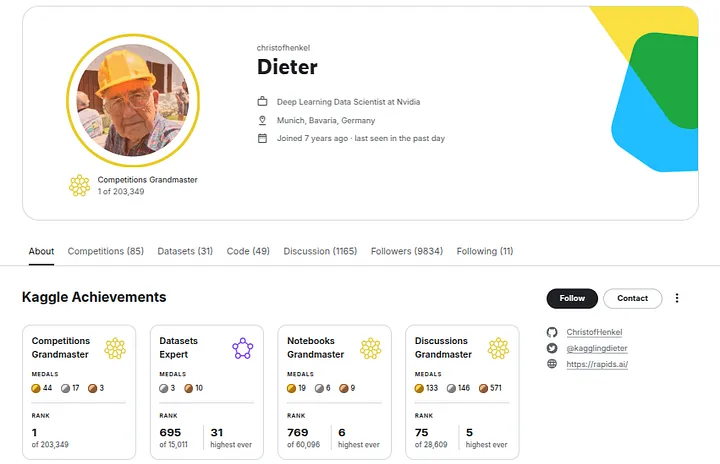 christofhenkel
Dieter
Deep Learning Data Scientist at Nvidia
Munich, Bavaria, Germany
Joined 7 years ago · last seen in the past day
Competitions Grandmaster
1 of 203,349
About Competitions (85) Datasets (31) Code (49) Discussion (1165) Followers (9834) Following (11)
Kaggle Achievements
Follow Contact
ChristofHenkel
@kagglingdieter
https://rapids.ai/
Competitions
Grandmaster
MEDALS
44 17 3
RANK
1
of 203,349
Datasets
Expert
MEDALS
3 10
RANK
695 31
of 15,011 highest ever
Notebooks
Grandmaster
MEDALS
19 6 9
RANK
769 6
of 60,096 highest ever
Discussions
Grandmaster
MEDALS
133 146 571
RANK
75 5
of 28,609 highest ever